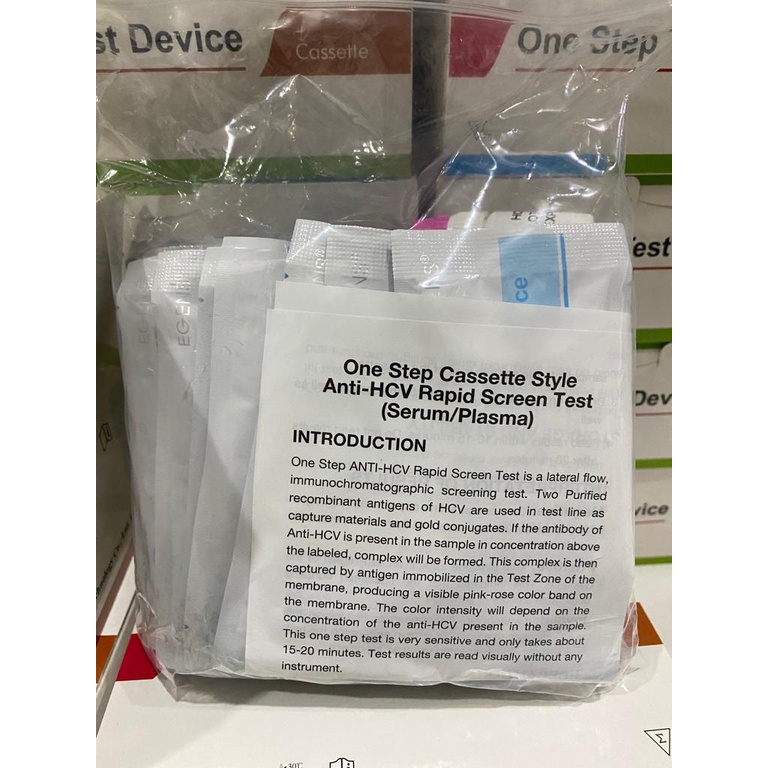 st Device
Cassette
One Step
est
Dev
vice
EGEN
EGEN
ce
One Step Cassette Style
Anti-HCV Rapid Screen Test
(Serum/Plasma)
INTRODUCTION
One Step ANTI-HCV Rapid Screen Test is a lateral flow,
immunochromatographic screening test. Two Purified
recombinant antigens of HCV are used in test line as
capture materials and gold conjugates. If the antibody of
Anti-HCV is present in the sample in concentration above
the labeled, complex will be formed. This complex is then
captured by antigen immobilized in the Test Zone of the
membrane, producing a visible pink-rose color band on
the membrane. The color intensity will depend on the
concentration of the anti-HCV present in the sample.
This one step test is very sensitive and only takes about
15-20 minutes. Test results are read visually without any
instrument.